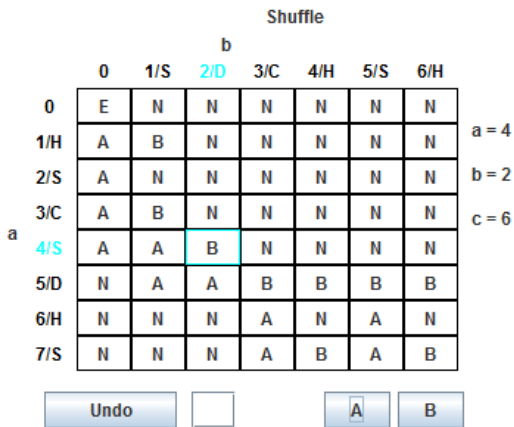 Shuffle
b
0 1/S 2/D 3/C 4/H 5/S 6/H
0 E N N N N N N
1/H A B N N N N N
a = 4
2/S A N N N N N N
b = 2
3/C A B N N N N N
c = 6
a
4/S A A B N N N N
5/D N A A B B B B
6/H N N N A N A N
7/S N N N A B A B
Undo A B